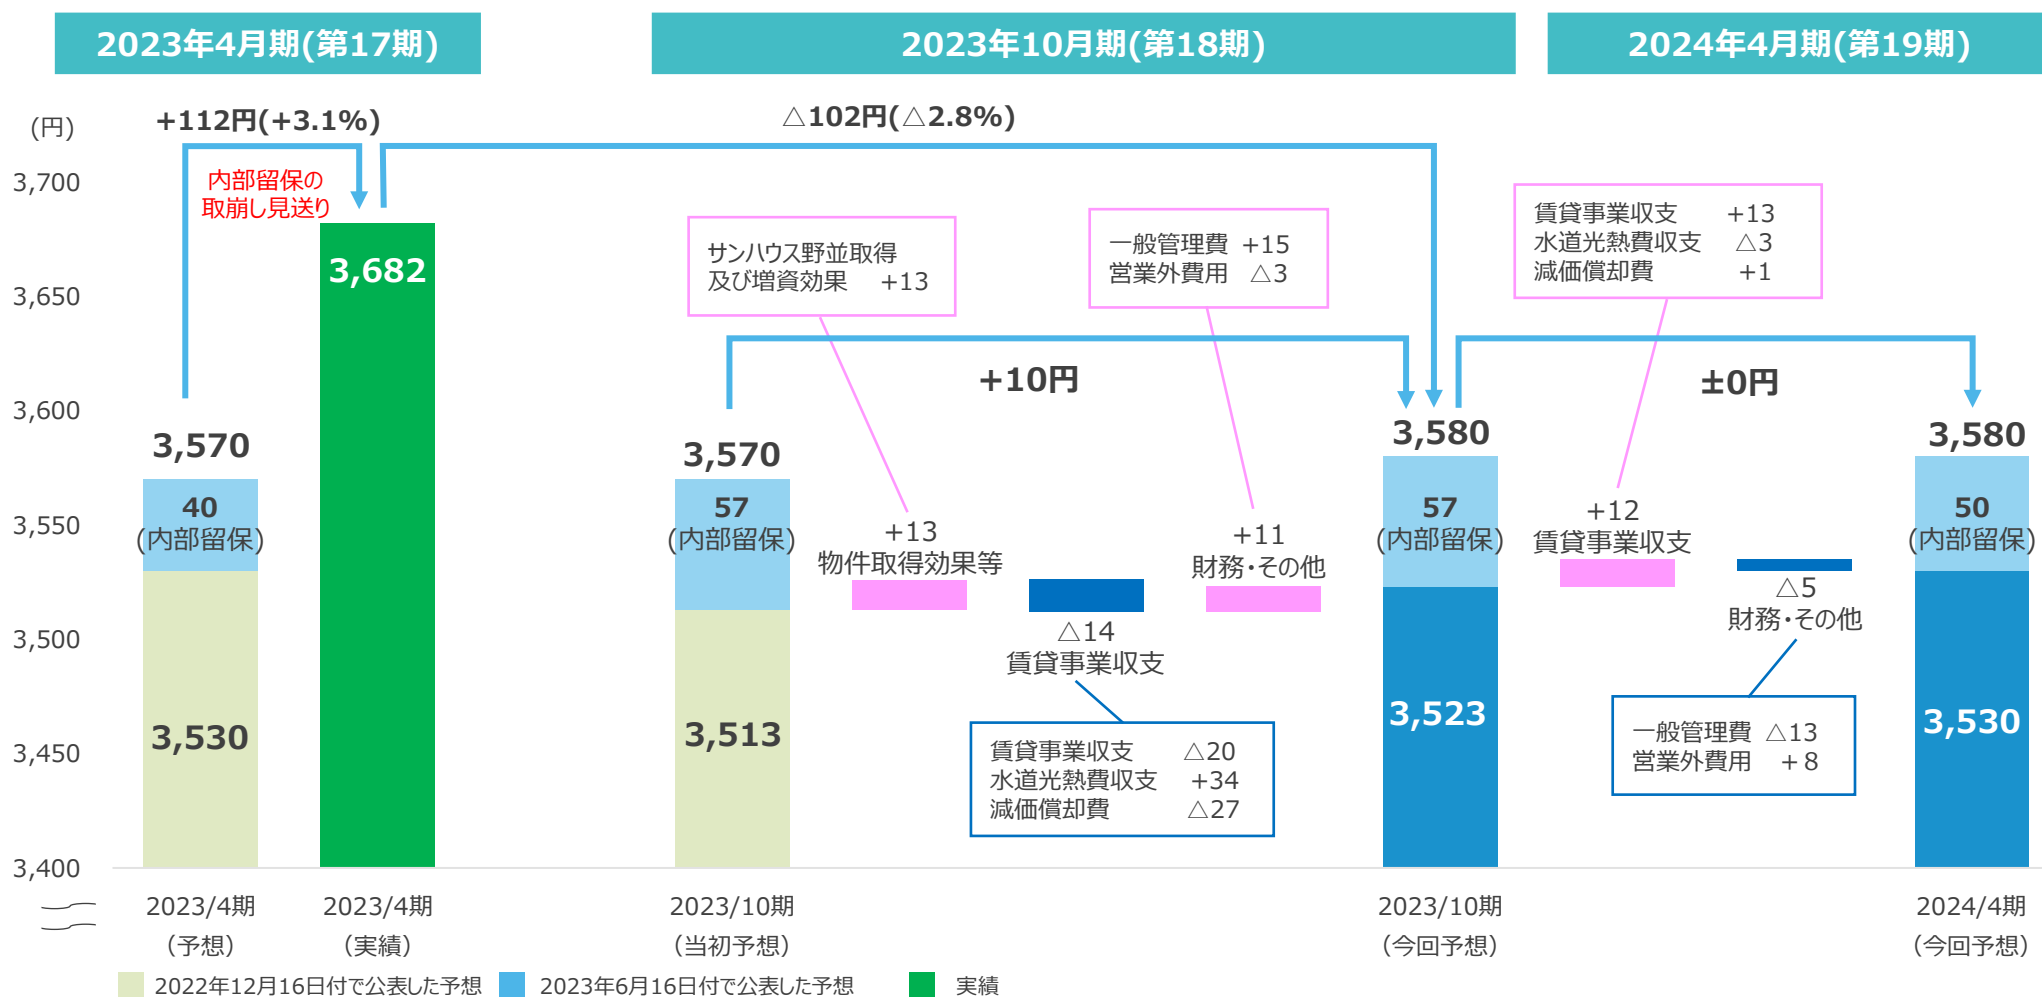 2023年4月期(第17期)
2023年10月期(第18期)
2024年4月期(第19期)
(円)
+112円(+3.1%)
△102円(△2.8%)
3,700
3,650
3,600
3,550
3,500
3,450
3,400
内部留保の
取崩し見送り
3,570
40
(内部留保)
3,530
3,682
3,570
57
(内部留保)
3,513
サンハウス野並取得
及び増資効果 +13
+13
物件取得効果等
△14
賃貸事業収支
賃貸事業収支 △20
水道光熱費収支 +34
減価償却費 △27
一般管理費 +15
営業外費用 △3
+11
財務・その他
+10円
3,580
57
(内部留保)
3,523
賃貸事業収支 +13
水道光熱費収支 △3
減価償却費 +1
+12
賃貸事業収支
△5
財務・その他
一般管理費 △13
営業外費用 +8
±0円
3,580
50
(内部留保)
3,530
2023/4期
(予想)
2023/4期
(実績)
2023/10期
(当初予想)
2023/10期
(今回予想)
2024/4期
(今回予想)
2022年12月16日付で公表した予想
2023年6月16日付で公表した予想
実績